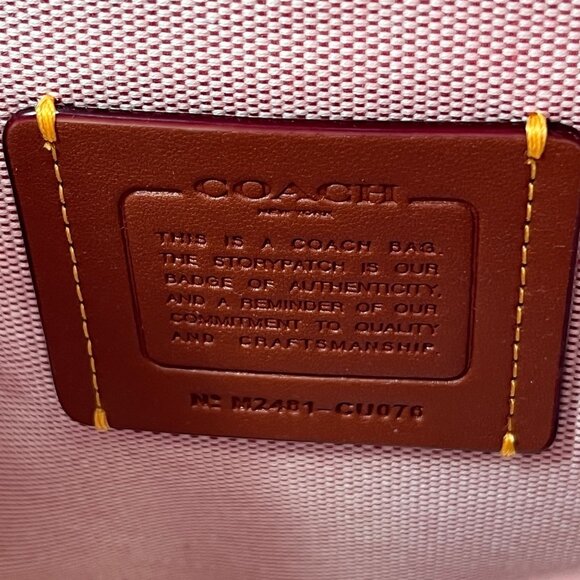 COACH
NEW YORK
THIS IS A COACH BAG.
THE STORYPATCH IS OUR
BADGE OF AUTHENTICITY,
AND A REMINDER OF OUR
COMMITMENT TO QUALITY
AND CRAFTSMANSHIP.
Nº M2481-CU076